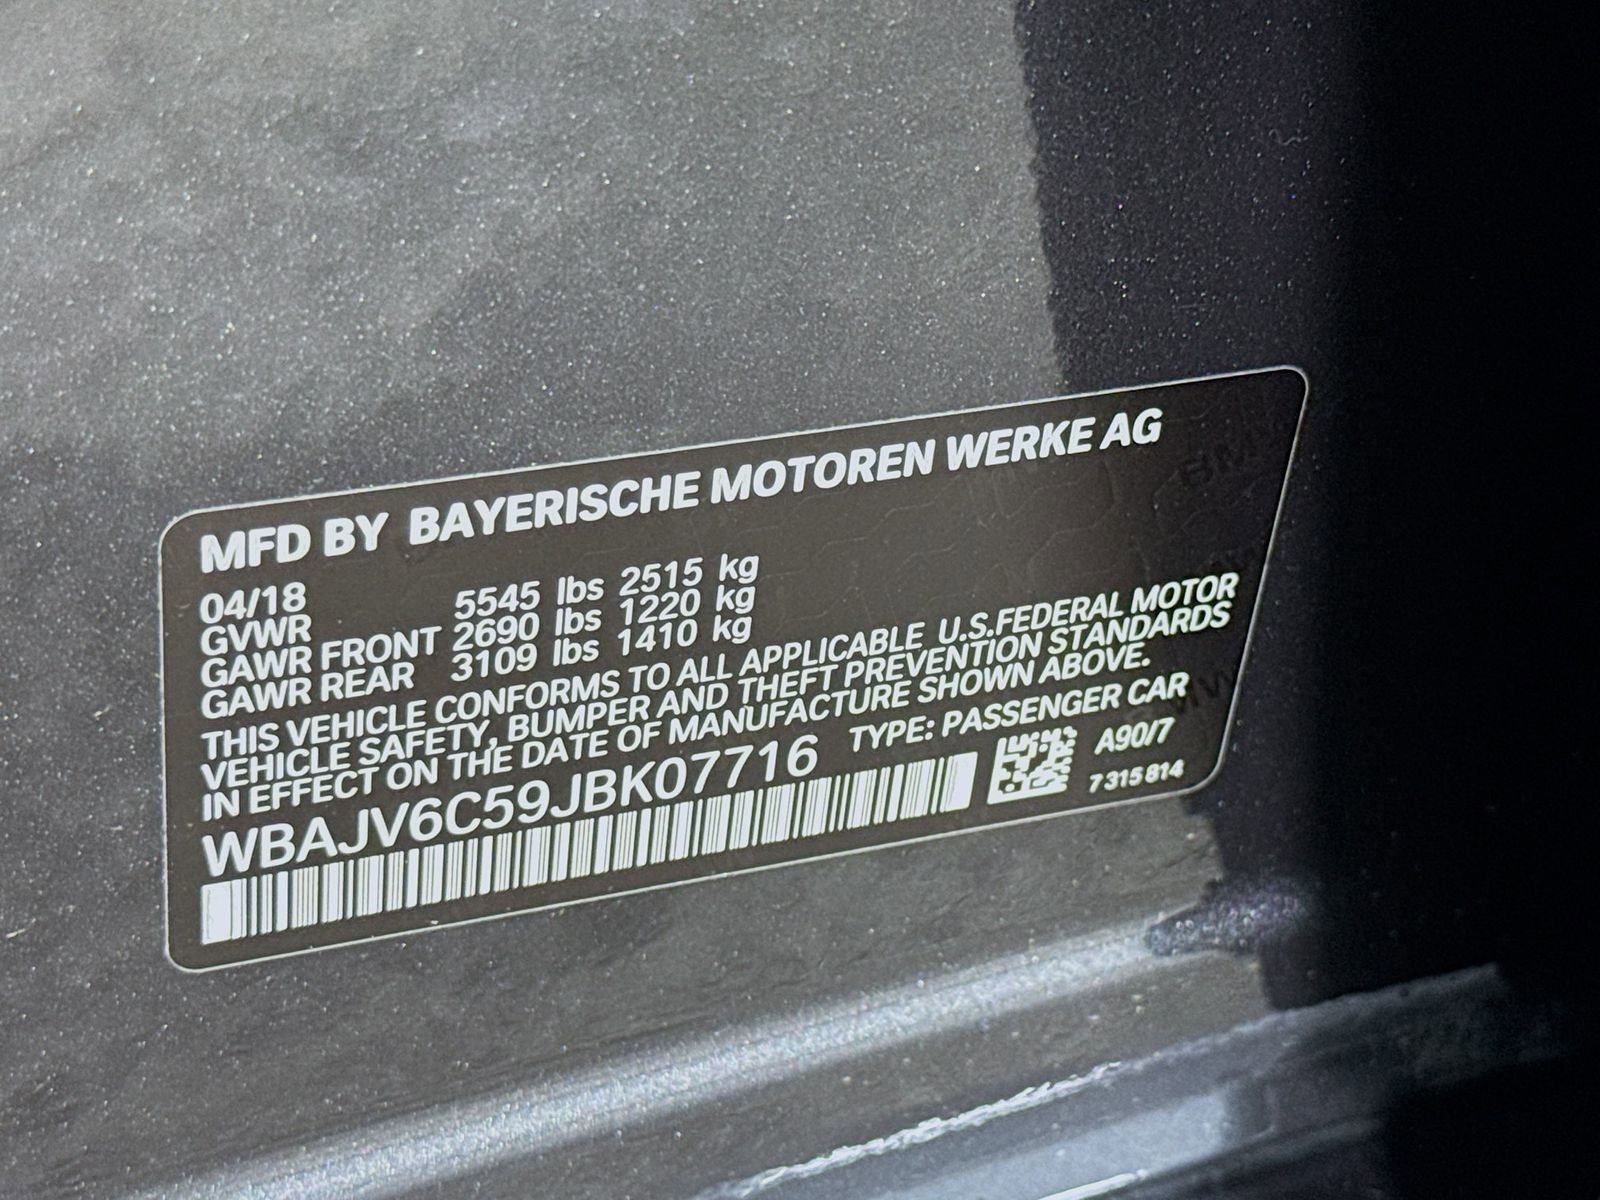 MFD BY BAYERISCHE MOTOREN WERKE AG
04/18
GVWR 5545 lbs 2515 kg
GAWR FRONT 2690 lbs 1220 kg
GAWR REAR 3109 lbs 1410 kg
THIS VEHICLE CONFORMS TO ALL APPLICABLE U.S.FEDERAL MOTOR
VEHICLE SAFETY, BUMPER AND THEFT PREVENTION STANDARDS
IN EFFECT ON THE DATE OF MANUFACTURE SHOWN ABOVE.
WBAJV6C59JBK07716 TYPE: PASSENGER CAR
A90/7
7 315 814